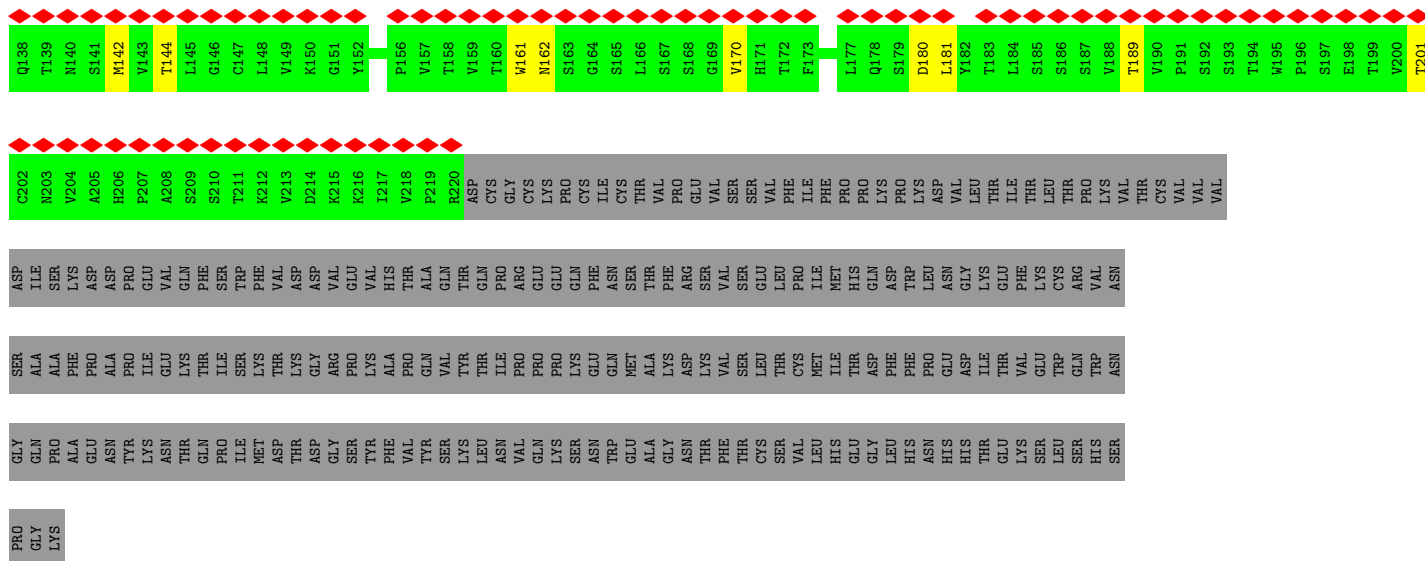 Q138 T139 N140 S141 M142 V143 T144 L145 G146 C147 L148 V149 K150 G151 Y152 P156 V157 T158 V159 T160 W161 N162 S163 G164 S165 L166 S167 S168 G169 V170 H171 T172 F173 L177 Q178 S179 D180 L181 Y182 T183 L184 S185 S186 S187 V188 T189 V190 P191 S192 S193 T194 W195 P196 S197 E198 T199 V200 T201
C202 N203 V204 A205 H206 P207 A208 S209 S210 T211 K212 V213 D214 K215 K216 I217 V218 P219 R220 ASP CYS GLY CYS LYS PRO CYS ILE CYS THR VAL PRO GLU VAL SER SER VAL PHE ILE PHE PRO PRO LYS PRO LYS ASP VAL LEU THR ILE THR LEU THR PRO LYS VAL THR CYS VAL VAL VAL
ASP ILE SER LYS ASP ASP PRO GLU VAL GLN PHE SER TRP PHE VAL ASP ASP VAL GLU VAL HIS THR ALA GLN THR GLN PRO ARG GLU GLU GLN PHE ASN SER THR PHE ARG SER VAL SER GLU LEU PRO ILE MET HIS GLN ASP TRP LEU ASN GLY LYS GLU PHE LYS CYS ARG VAL ASN
SER ALA ALA PHE PRO ALA PRO ILE GLU LYS THR ILE SER LYS THR LYS GLY ARG PRO LYS ALA PRO GLN VAL TYR THR ILE PRO PRO PRO LYS GLU GLN MET ALA LYS ASP LYS VAL SER LEU THR CYS MET ILE THR ASP PHE PHE PRO GLU ASP ILE THR VAL GLU TRP GLN TRP ASN
GLY GLN PRO ALA GLU ASN TYR LYS ASN THR GLN PRO ILE MET ASP THR ASP GLY SER TYR PHE VAL TYR SER LYS LEU ASN VAL GLN LYS SER ASN TRP GLU ALA GLY ASN THR PHE THR CYS SER VAL LEU HIS GLU GLY LEU HIS ASN HIS HIS THR GLU LYS SER LEU SER HIS SER
PRO GLY LYS